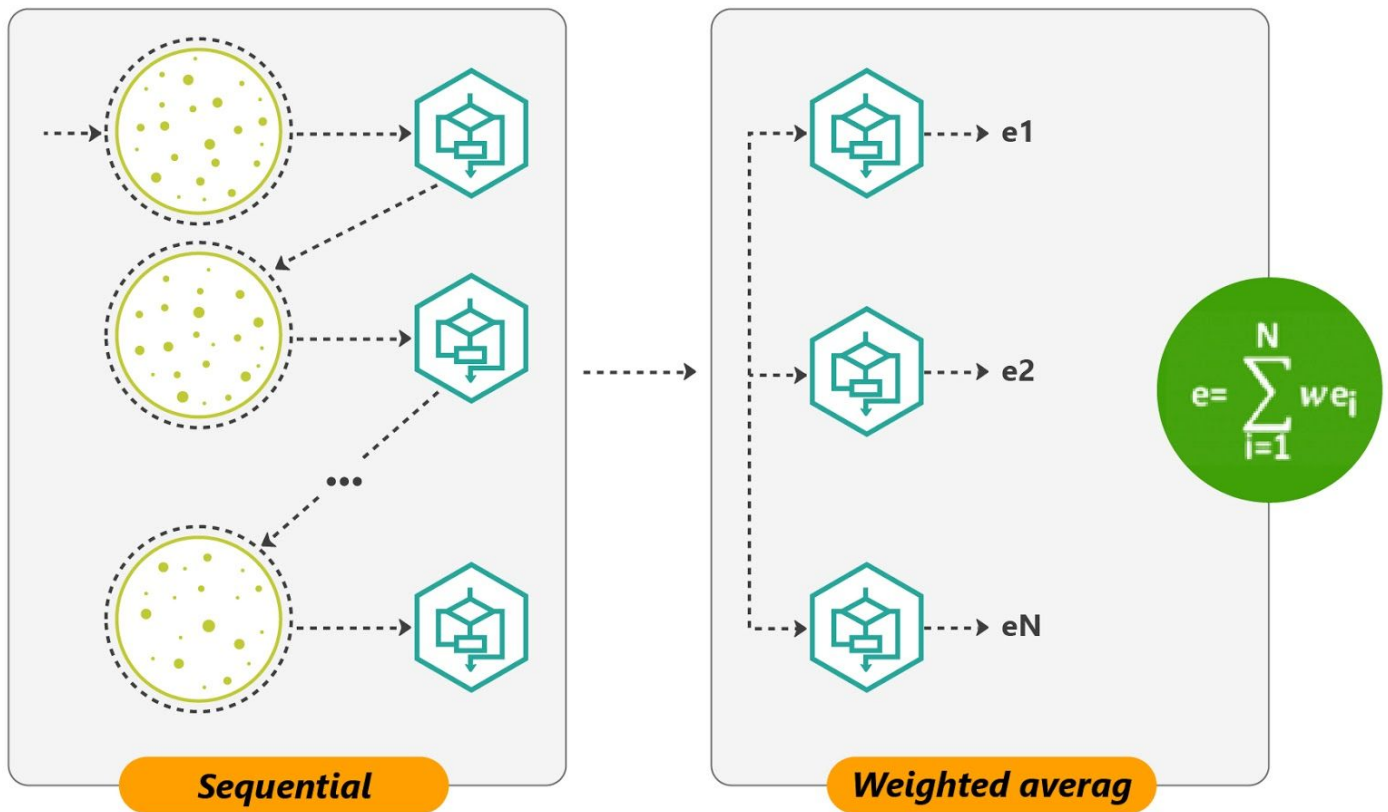 e1
e2
•••
N
e= ∑ wei
i=1
eN
Sequential
Weighted averag